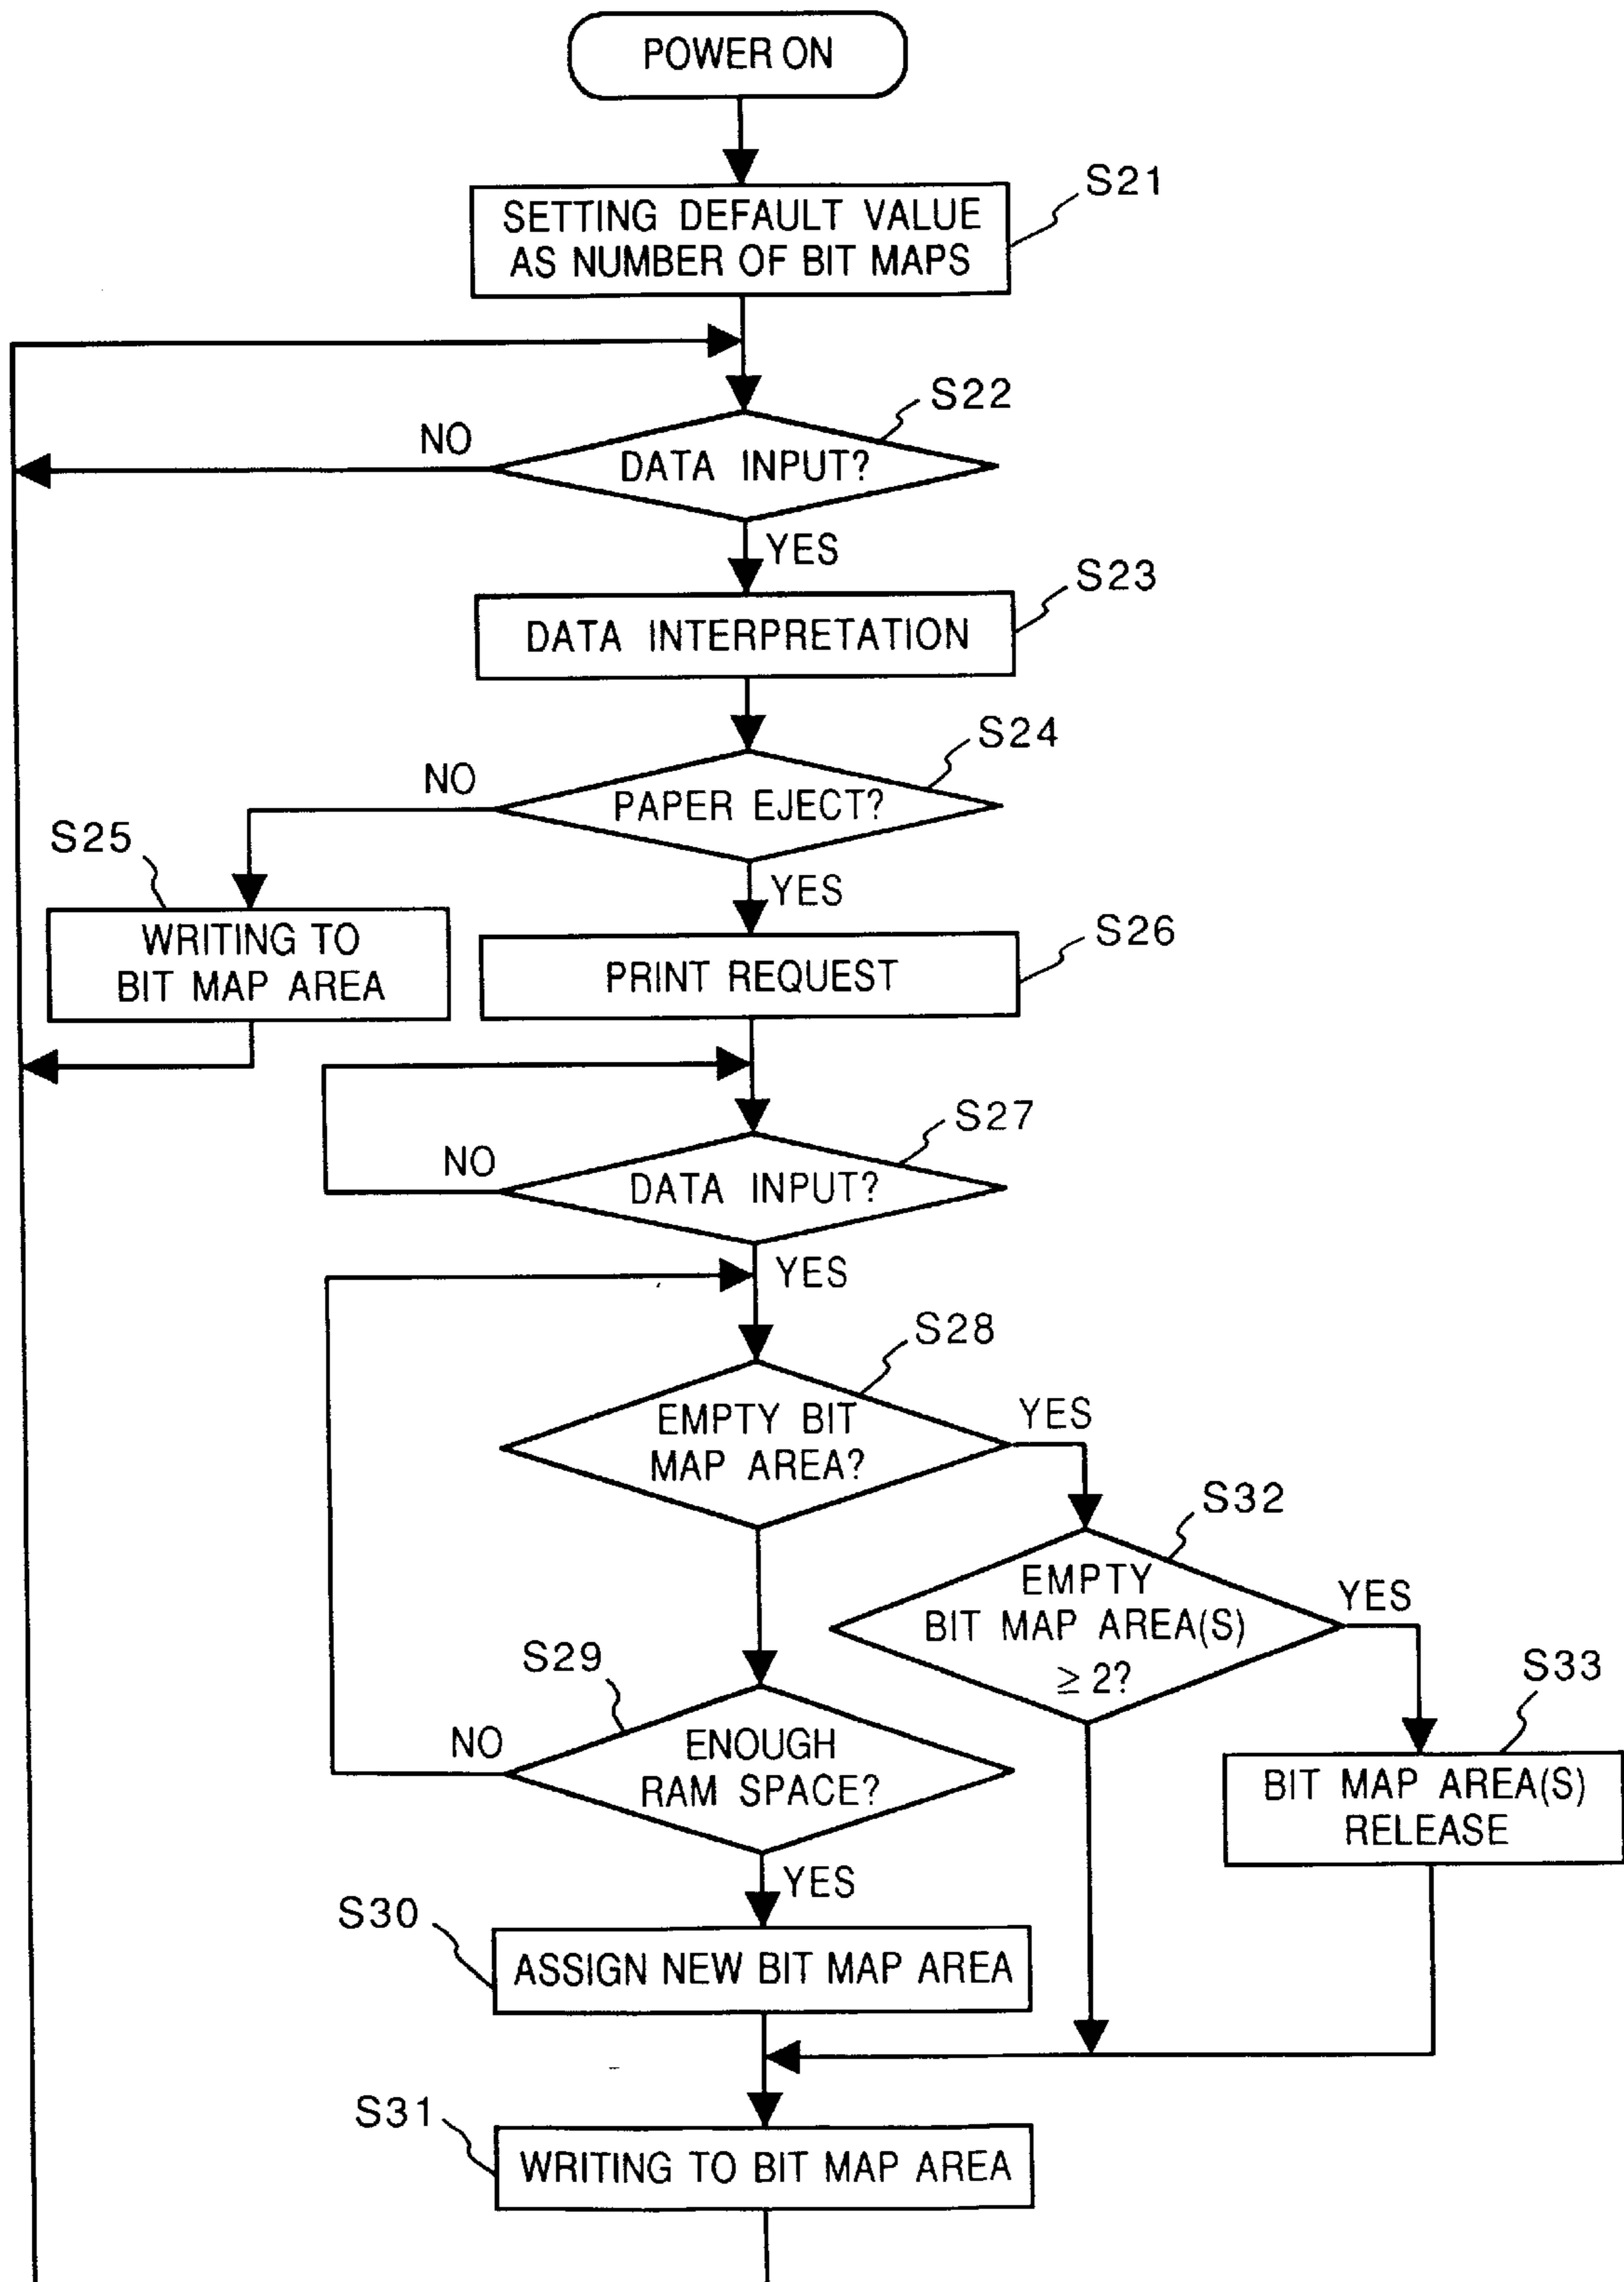 POWER ON
S21
SETTING DEFAULT VALUE
AS NUMBER OF BIT MAPS
S22
NO
DATA INPUT?
YES
S23
DATA INTERPRETATION
S24
NO
PAPER EJECT?
S25
YES
WRITING TO
BIT MAP AREA
S26
PRINT REQUEST
S27
NO
DATA INPUT?
YES
S28
EMPTY BIT
MAP AREA?
YES
S32
EMPTY
BIT MAP AREA(S)
≥ 2?
YES
S29
S33
NO
ENOUGH
RAM SPACE?
BIT MAP AREA(S)
RELEASE
YES
S30
ASSIGN NEW BIT MAP AREA
S31
WRITING TO BIT MAP AREA